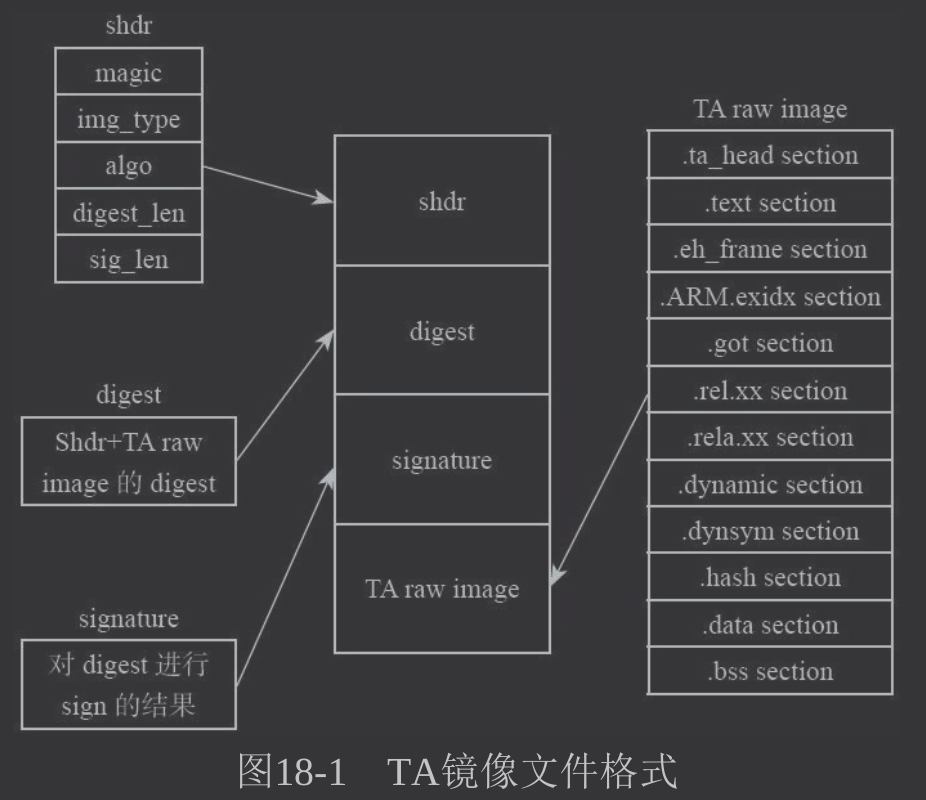 shdr
magic
img_type
algo
digest_len
sig_len
digest
Shdr+TA raw
image 的 digest
signature
对 digest 进行
sign 的结果
shdr
digest
signature
TA raw image
TA raw image
.ta_head section
.text section
.eh_frame section
.ARM.exidx section
.got section
.rel.xx section
.rela.xx section
.dynamic section
.dynsym section
.hash section
.data section
.bss section
图18-1 TA镜像文件格式